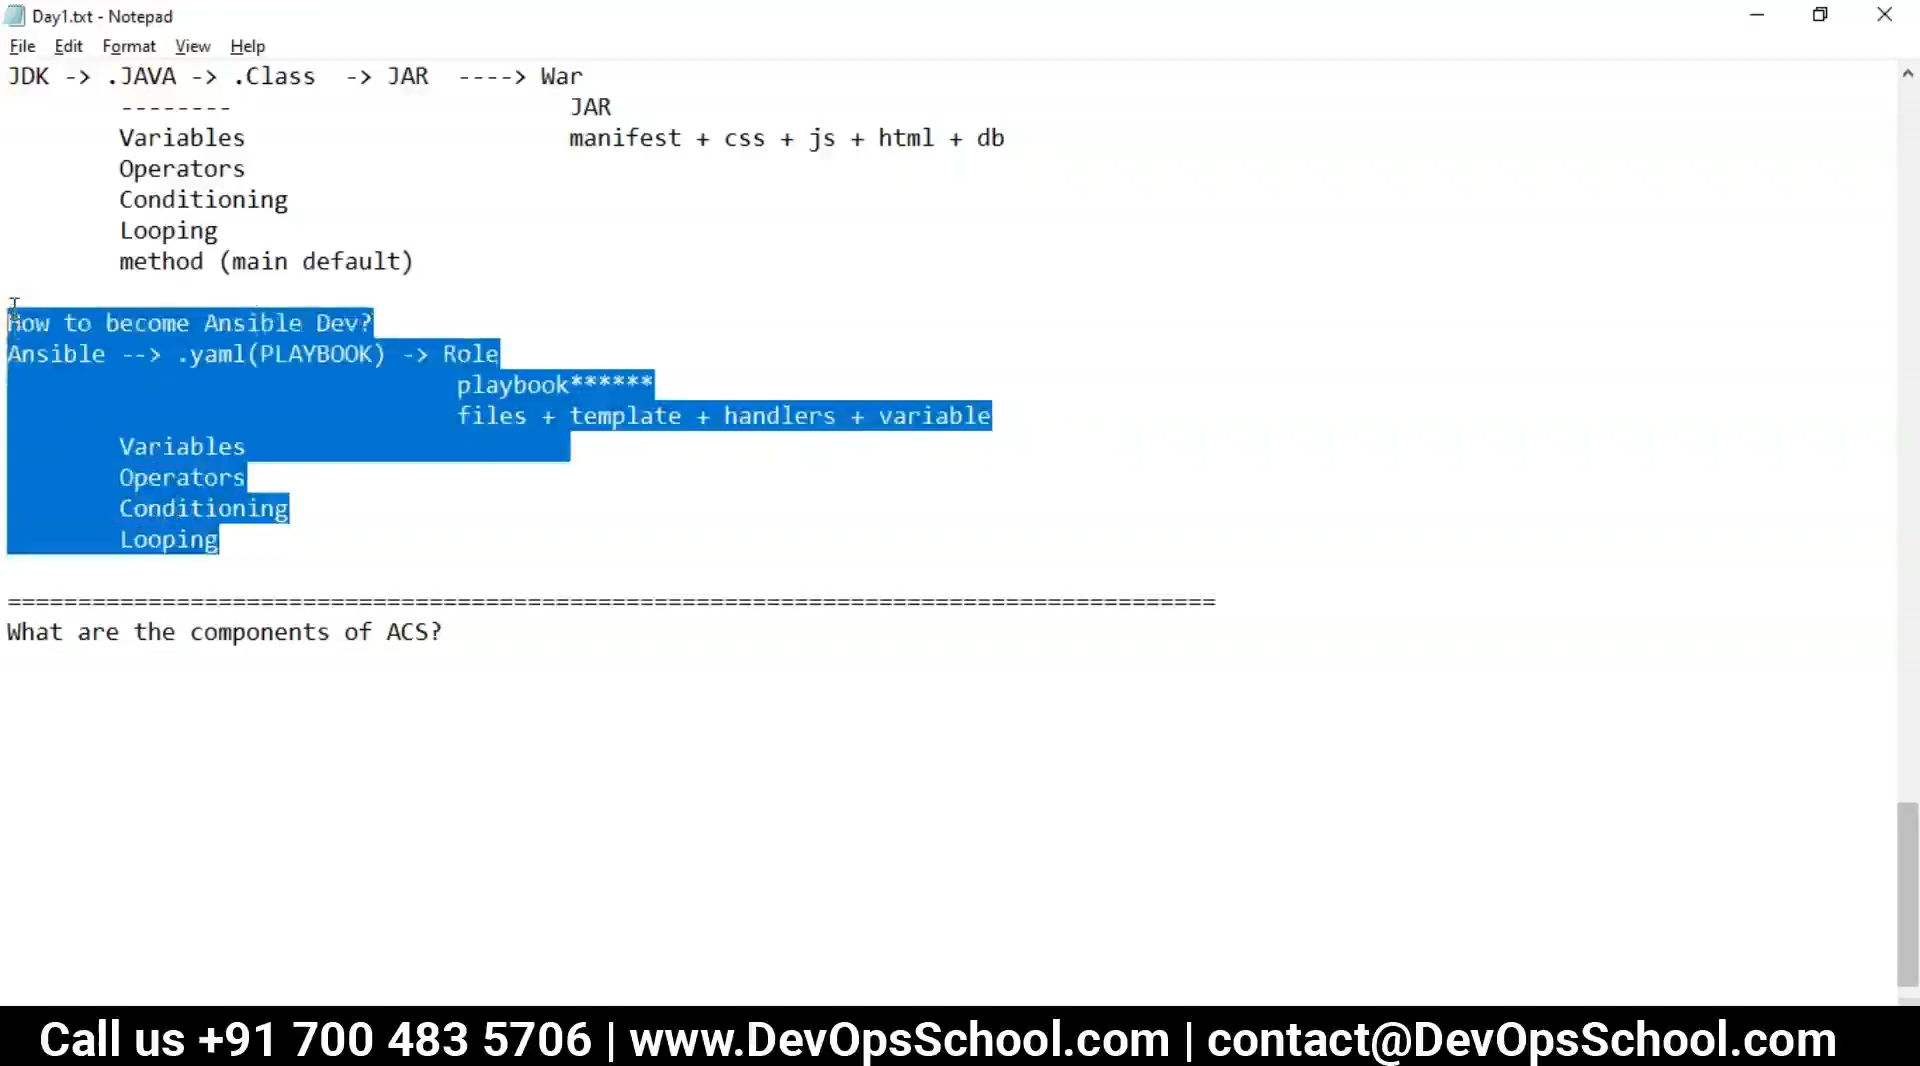 Day1.txt - Notepad
File Edit Format View Help
JDK -> .JAVA -> .Class -> JAR ----> War
-------- JAR
Variables manifest + css + js + html + db
Operators
Conditioning
Looping
method (main default)
How to become Ansible Dev?
Ansible --> .yaml(PLAYBOOK) -> Role
playbook******
files + template + handlers + variable
Variables
Operators
Conditioning
Looping
======================================================================================
What are the components of ACS?
Call us +91 700 483 5706 | www.DevOpsSchool.com | contact@DevOpsSchool.com